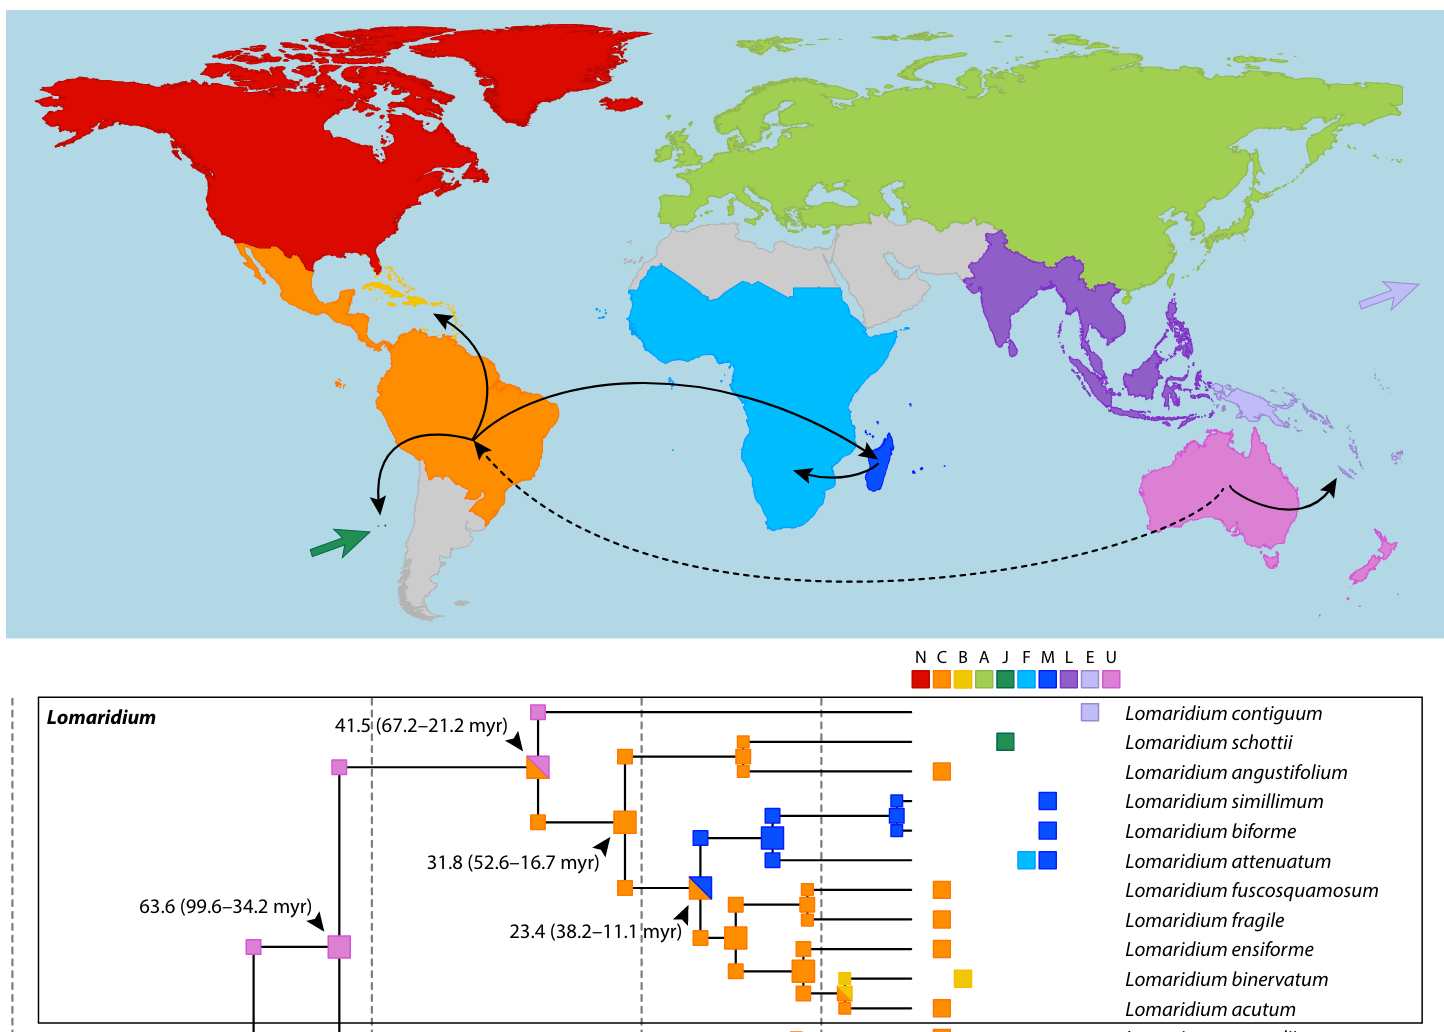 N C B A J F M L E U
Lomaridium
41.5 (67.2–21.2 myr)
Lomaridium contiguum
Lomaridium schottii
Lomaridium angustifolium
Lomaridium simillimum
Lomaridium biforme
31.8 (52.6–16.7 myr)
Lomaridium attenuatum
Lomaridium fuscosquamosum
63.6 (99.6–34.2 myr)
Lomaridium fragile
23.4 (38.2–11.1 myr)
Lomaridium ensiforme
Lomaridium binervatum
Lomaridium acutum